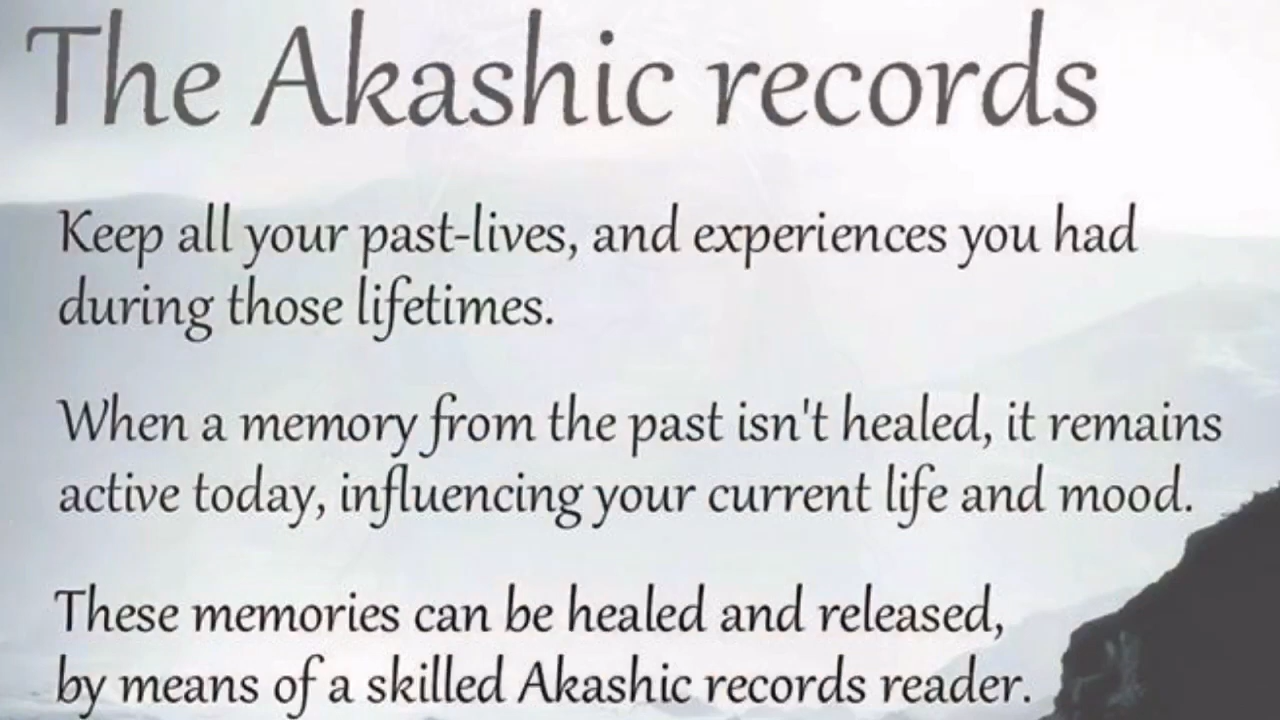 The Akashic records
Keep all your past-lives, and experiences you had
during those lifetimes.
When a memory from the past isn't healed, it remains
active today, influencing your current life and mood.
These memories can be healed and released,
by means of a skilled Akashic records reader.